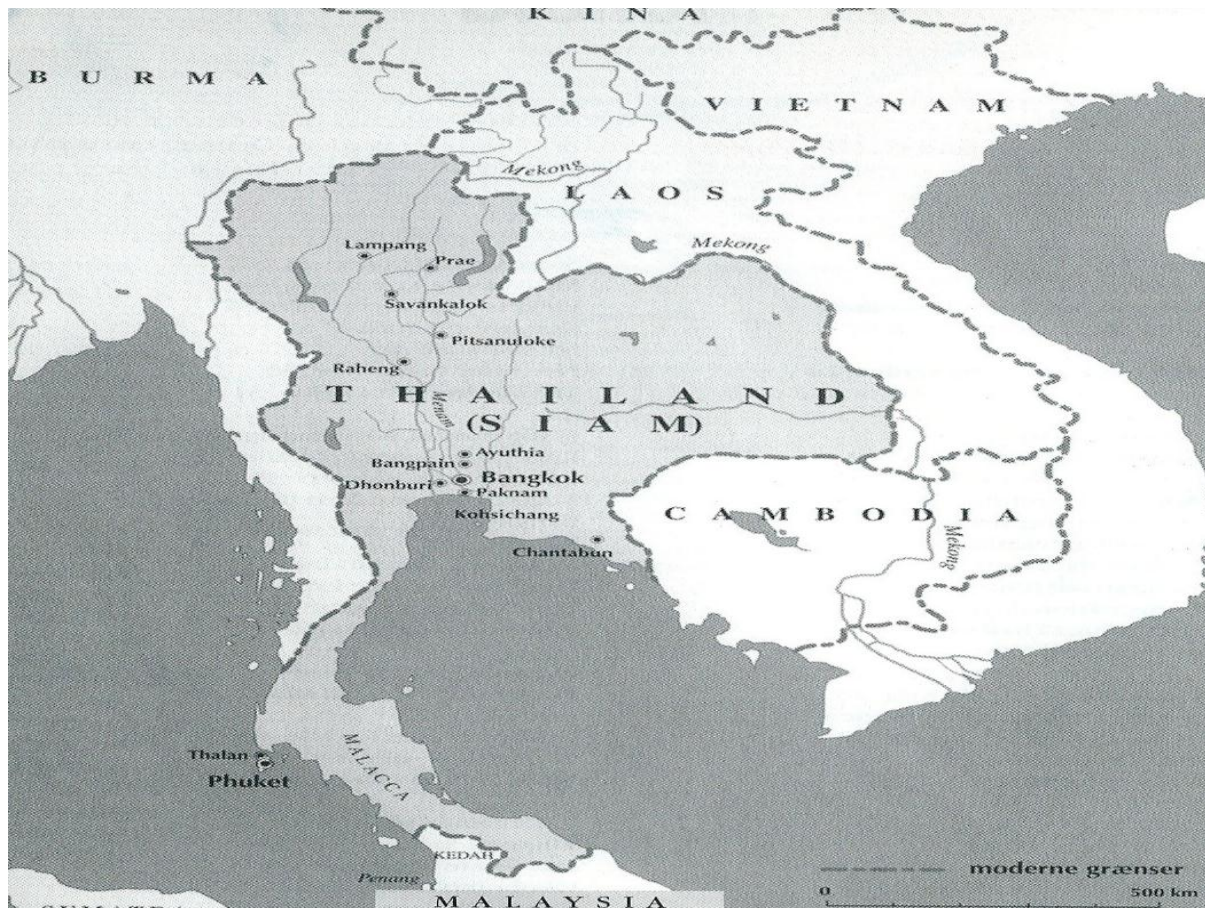 KINA
BURMA
VIETNAM
Mekong
LAOS
Mekong
Lampang
Prae
Savankalok
Pitsanuloke
Raheng
THAILAND
(SIAM)
Menam
Ayuthia
Bangpain
Bangkok
Dhonburi
Paknam
Kohsichang
CAMBODIA
Mekong
Chantabun
Thalan
Phuket
MALACCA
KEDAH
Penang
moderne grænser
0 500 km
MALAYSIA
SUMATRA